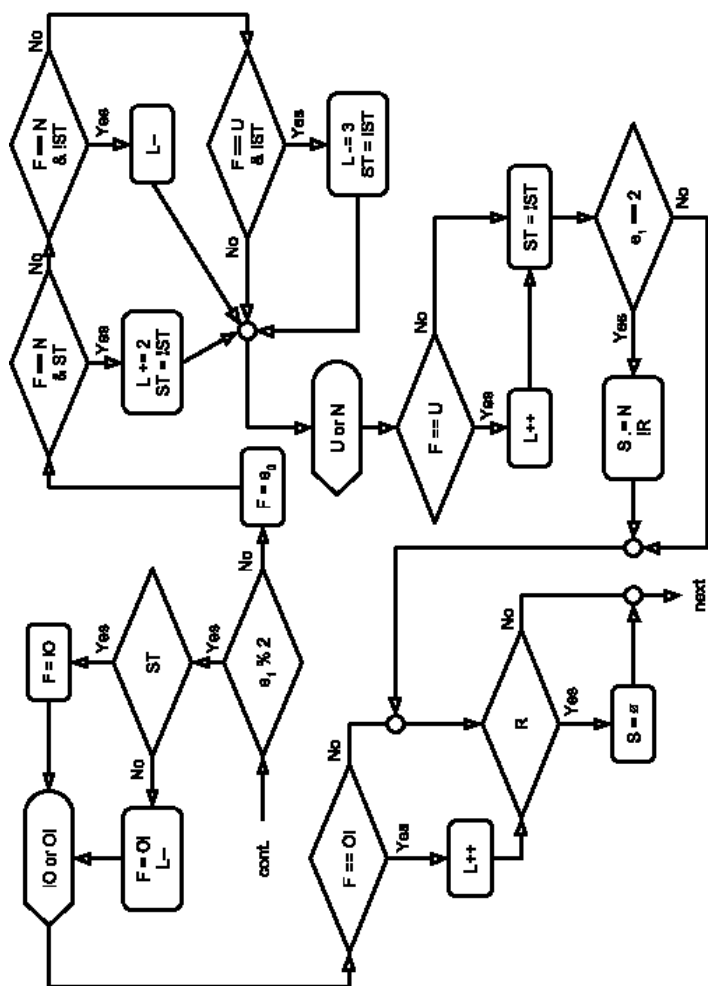 cont.
e₁ % 2
Yes
No
ST
Yes
No
F = IO
F = OI
L--
IO or OI
F = e₀
F == N
& ST
Yes
No
L += 2
ST = !ST
F == N
& !ST
Yes
No
L--
F == U
& !ST
Yes
No
L -= 3
ST = !ST
U or N
F == U
Yes
No
L++
ST = !ST
e₁ == 2
Yes
No
S .= N
!R
F == OI
Yes
No
L++
R
Yes
No
S = ø
next